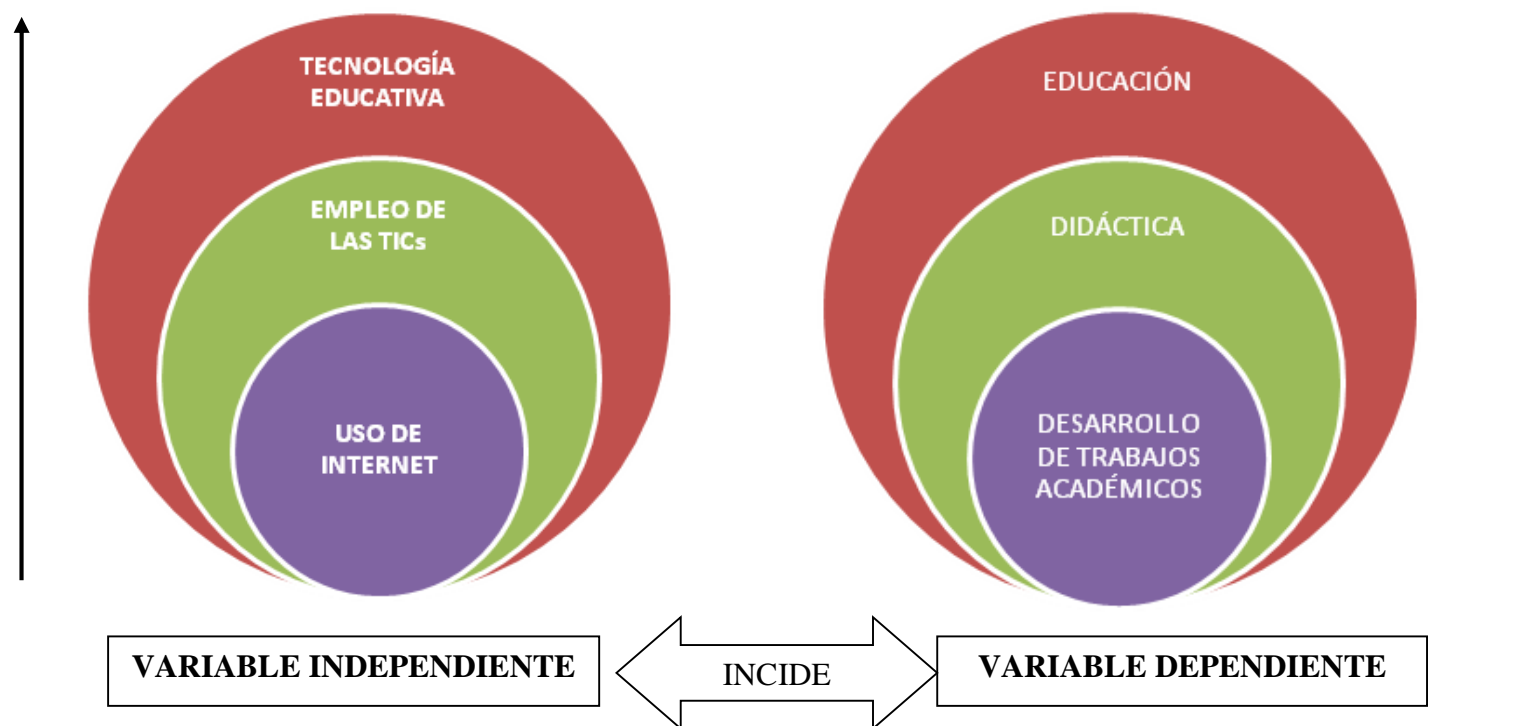 TECNOLOGÍA
EDUCATIVA
EMPLEO DE
LAS TICs
USO DE
INTERNET
EDUCACIÓN
DIDÁCTICA
DESARROLLO
DE TRABAJOS
ACADÉMICOS
VARIABLE INDEPENDIENTE
INCIDE
VARIABLE DEPENDIENTE